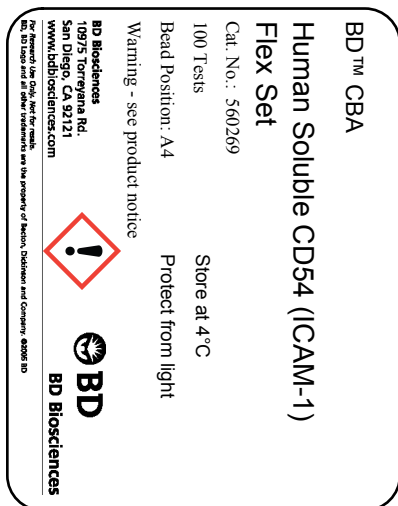 BD™ CBA
Human Soluble CD54 (ICAM-1)
Flex Set
Cat. No.: 560269
100 Tests
Store at 4°C
Bead Position: A4
Protect from light
Warning - see product notice
BD Biosciences
10975 Torreyana Rd.
San Diego, CA 92121
www.bdbiosciences.com
BD
BD Biosciences
For Research Use Only. Not for resale.
BD, BD Logo and all other trademarks are the property of Becton, Dickinson and Company. ©2005 BD